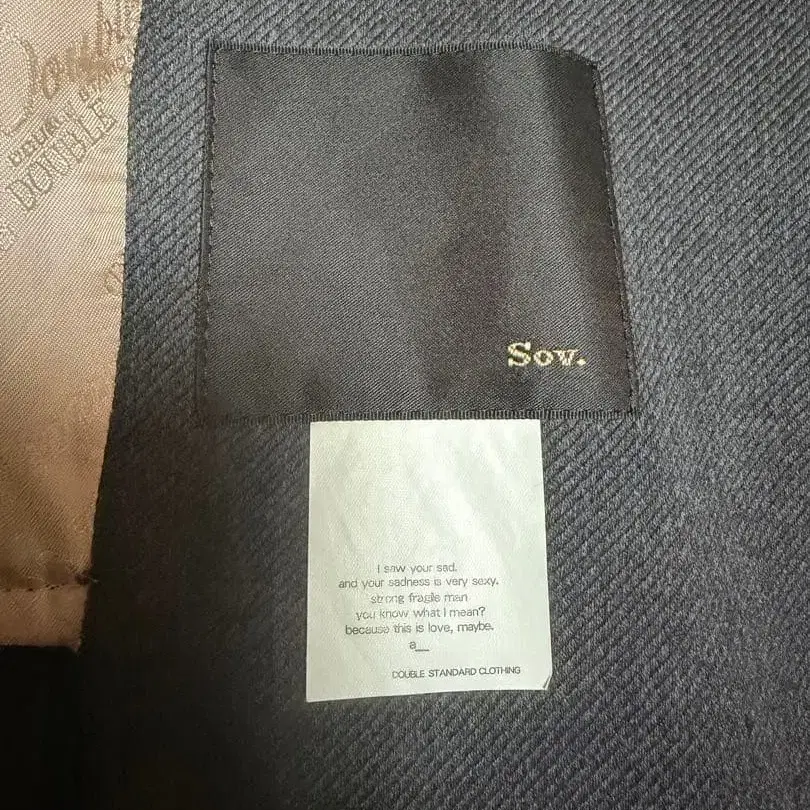 DOUBLE
Sov.
I saw your sad.
and your sadness is very sexy.
strong fragile man
you know what I mean?
because this is love, maybe.
a__
DOUBLE STANDARD CLOTHING